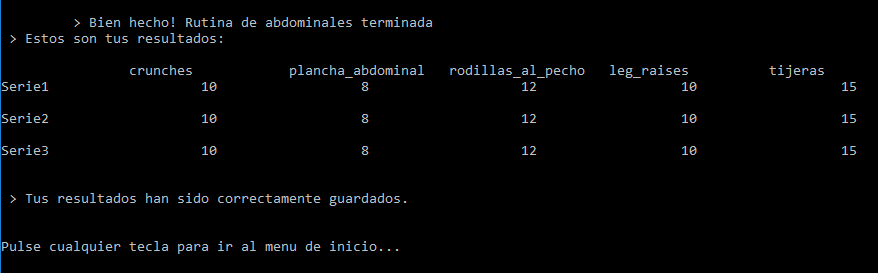 > Bien hecho! Rutina de abdominales terminada
> Estos son tus resultados:
crunches plancha_abdominal rodillas_al_pecho leg_raises tijeras
Serie1 10 8 12 10 15
Serie2 10 8 12 10 15
Serie3 10 8 12 10 15
> Tus resultados han sido correctamente guardados.
Pulse cualquier tecla para ir al menu de inicio...